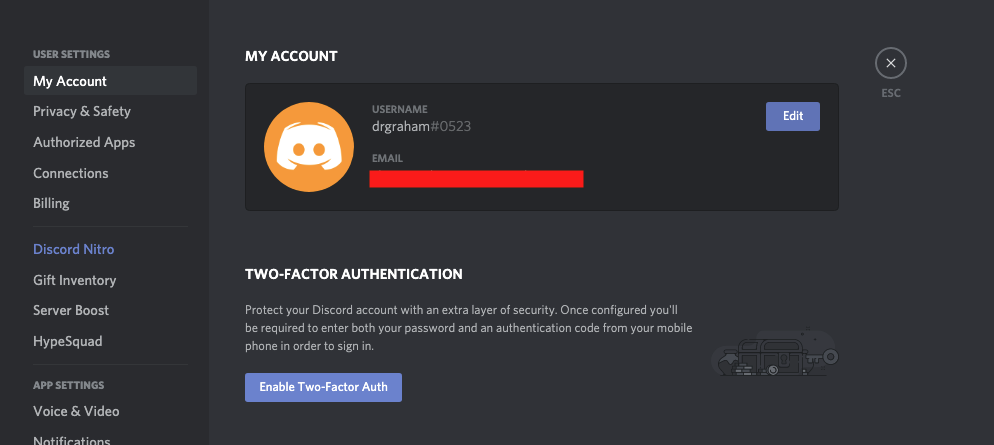 USER SETTINGS
My Account
Privacy & Safety
Authorized Apps
Connections
Billing
Discord Nitro
Gift Inventory
Server Boost
HypeSquad
APP SETTINGS
Voice & Video
Notifications
MY ACCOUNT
USERNAME
drgraham#0523
Edit
EMAIL
ESC
TWO-FACTOR AUTHENTICATION
Protect your Discord account with an extra layer of security. Once configured you'll
be required to enter both your password and an authentication code from your mobile
phone in order to sign in.
Enable Two-Factor Auth